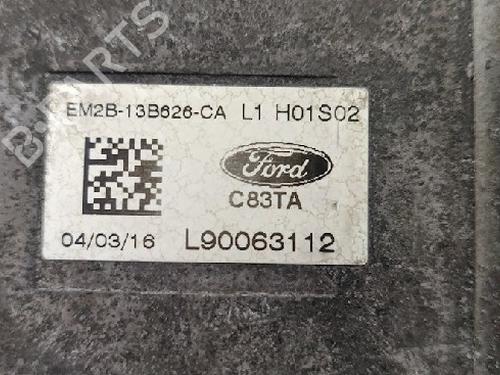 EM2B-13B626-CA L1 H01S02
Ford
C83TA
04/03/16 L90063112